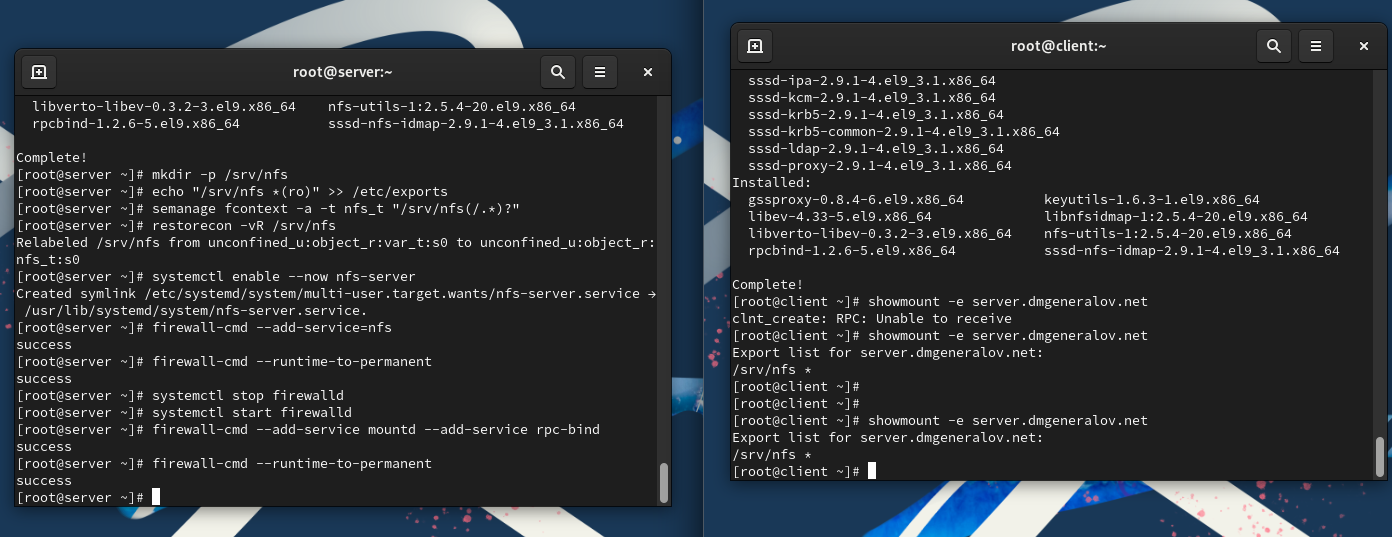 root@server:~
libverto-libev-0.3.2-3.el9.x86_64    nfs-utils-1:2.5.4-20.el9.x86_64
rpcbind-1.2.6-5.el9.x86_64           sssd-nfs-idmap-2.9.1-4.el9_3.1.x86_64
Complete!
[root@server ~]# mkdir -p /srv/nfs
[root@server ~]# echo "/srv/nfs *(ro)" >> /etc/exports
[root@server ~]# semanage fcontext -a -t nfs_t "/srv/nfs(/.*)?"
[root@server ~]# restorecon -vR /srv/nfs
Relabeled /srv/nfs from unconfined_u:object_r:var_t:s0 to unconfined_u:object_r:
nfs_t:s0
[root@server ~]# systemctl enable --now nfs-server
Created symlink /etc/systemd/system/multi-user.target.wants/nfs-server.service →
/usr/lib/systemd/system/nfs-server.service.
[root@server ~]# firewall-cmd --add-service=nfs
success
[root@server ~]# firewall-cmd --runtime-to-permanent
success
[root@server ~]# systemctl stop firewalld
[root@server ~]# systemctl start firewalld
[root@server ~]# firewall-cmd --add-service mountd --add-service rpc-bind
success
[root@server ~]# firewall-cmd --runtime-to-permanent
success
[root@server ~]#
root@client:~
sssd-ipa-2.9.1-4.el9_3.1.x86_64
sssd-kcm-2.9.1-4.el9_3.1.x86_64
sssd-krb5-2.9.1-4.el9_3.1.x86_64
sssd-krb5-common-2.9.1-4.el9_3.1.x86_64
sssd-ldap-2.9.1-4.el9_3.1.x86_64
sssd-proxy-2.9.1-4.el9_3.1.x86_64
Installed:
gssproxy-0.8.4-6.el9.x86_64          keyutils-1.6.3-1.el9.x86_64
libev-4.33-5.el9.x86_64              libnfsidmap-1:2.5.4-20.el9.x86_64
libverto-libev-0.3.2-3.el9.x86_64    nfs-utils-1:2.5.4-20.el9.x86_64
rpcbind-1.2.6-5.el9.x86_64           sssd-nfs-idmap-2.9.1-4.el9_3.1.x86_64
Complete!
[root@client ~]# showmount -e server.dmgeneralov.net
clnt_create: RPC: Unable to receive
[root@client ~]# showmount -e server.dmgeneralov.net
Export list for server.dmgeneralov.net:
/srv/nfs *
[root@client ~]#
[root@client ~]#
[root@client ~]# showmount -e server.dmgeneralov.net
Export list for server.dmgeneralov.net:
/srv/nfs *
[root@client ~]#